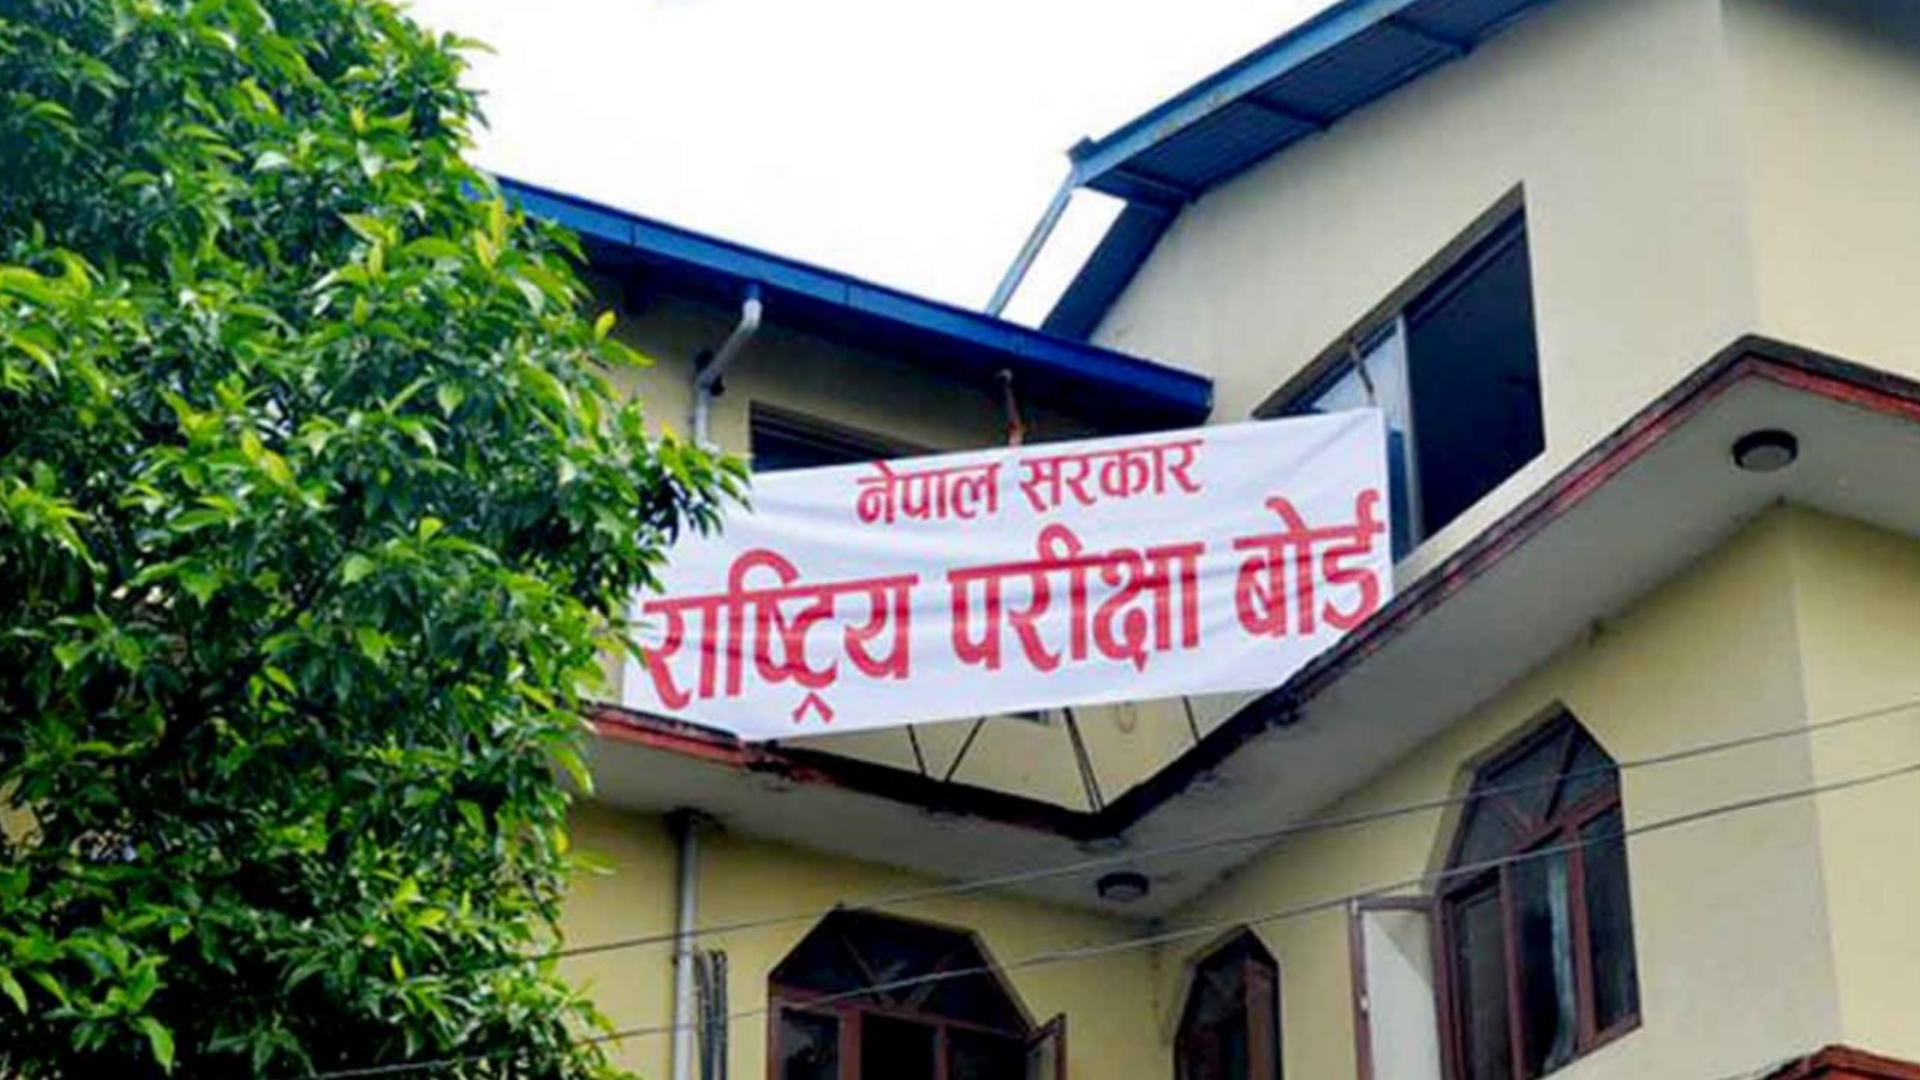 नेपाल सरकार
राष्ट्रिय परीक्षा बोर्ड